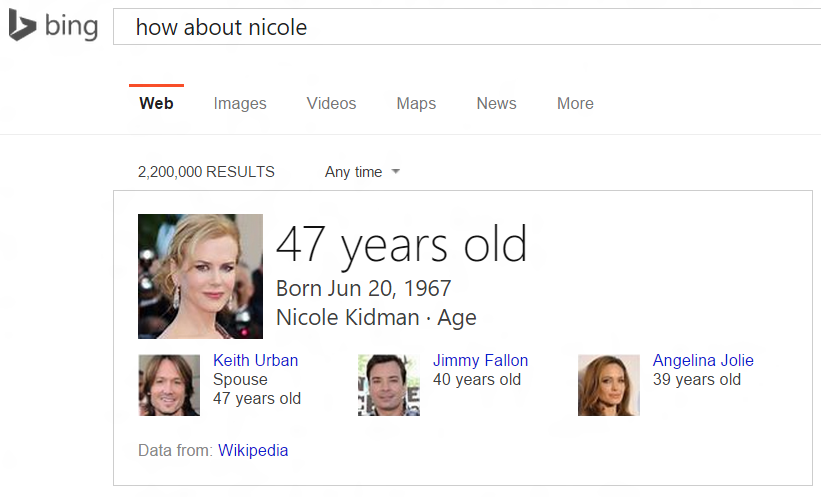 bing
how about nicole
Web Images Videos Maps News More
2,200,000 RESULTS Any time
47 years old
Born Jun 20, 1967
Nicole Kidman · Age
Keith Urban
Spouse
47 years old
Jimmy Fallon
40 years old
Angelina Jolie
39 years old
Data from: Wikipedia